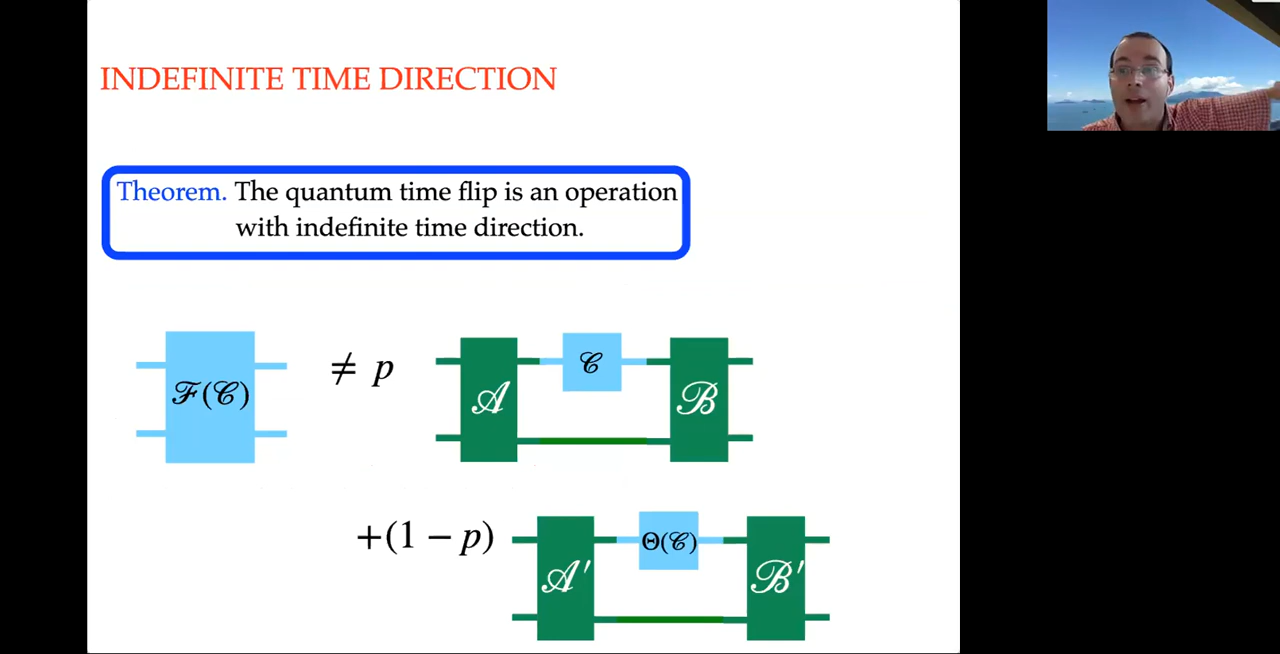 INDEFINITE TIME DIRECTION
Theorem. The quantum time flip is an operation
with indefinite time direction.
ℱ(𝒞) ≠ p 𝒜 𝒞 ℬ
+(1 − p) 𝒜′ Θ(𝒞) ℬ′